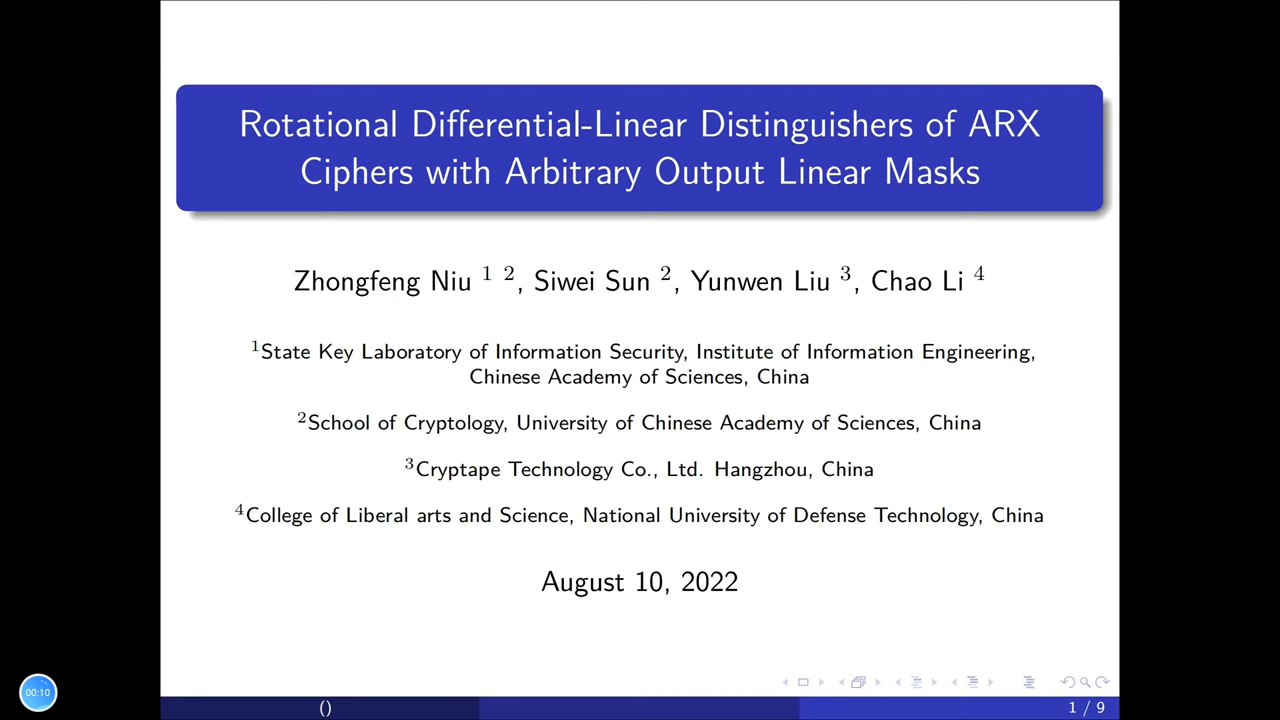 Rotational Differential-Linear Distinguishers of ARX
Ciphers with Arbitrary Output Linear Masks
Zhongfeng Niu 1 2, Siwei Sun 2, Yunwen Liu 3, Chao Li 4
1State Key Laboratory of Information Security, Institute of Information Engineering,
Chinese Academy of Sciences, China
2School of Cryptology, University of Chinese Academy of Sciences, China
3Cryptape Technology Co., Ltd. Hangzhou, China
4College of Liberal arts and Science, National University of Defense Technology, China
August 10, 2022
00:10
()
1 / 9